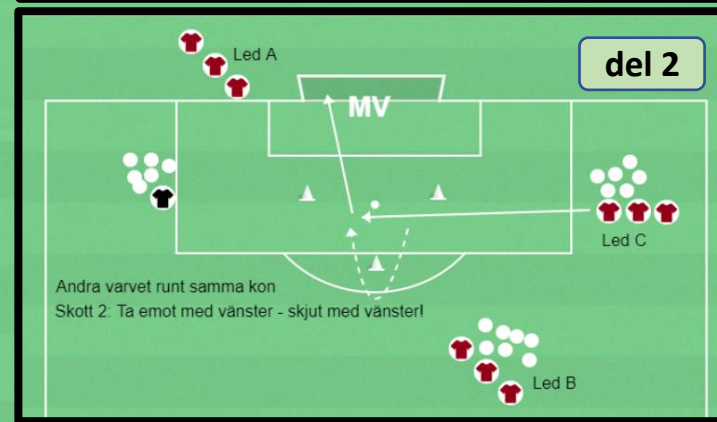 Led A
del 2
MV
Led C
Andra varvet runt samma kon
Skott 2: Ta emot med vänster - skjut med vänster!
Led B